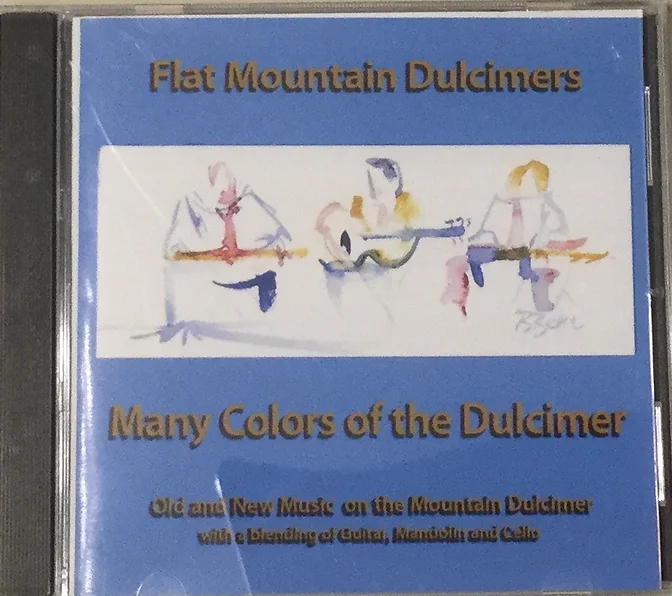 Flat Mountain Dulcimers
Many Colors of the Dulcimer
Old and New Music on the Mountain Dulcimer
with a blending of Guitar, Mandolin and Cello